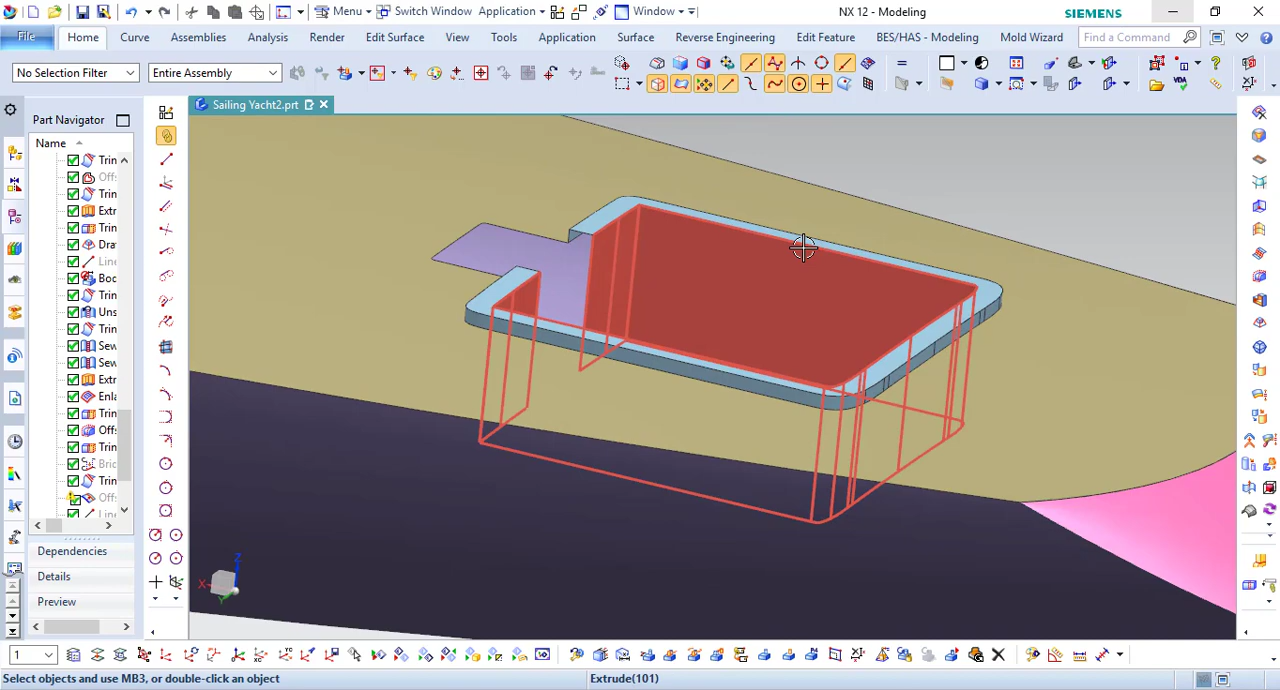 Menu
Switch Window
Application
Window
NX 12 - Modeling
SIEMENS
File
Home
Curve
Assemblies
Analysis
Render
Edit Surface
View
Tools
Application
Surface
Reverse Engineering
Edit Feature
BES/HAS - Modeling
Mold Wizard
Find a Command
No Selection Filter
Entire Assembly
Part Navigator
Sailing Yacht2.prt
Name
Trin
Offs
Trin
Extr
Trin
Drav
Line
Boo
Trin
Uns
Trin
Sew
Sew
Extr
Enla
Trin
Offs
Trin
Bric
Trin
Offs
Line
Dependencies
Details
Preview
X
Y
Z
1
Select objects and use MB3, or double-click an object
Extrude(101)